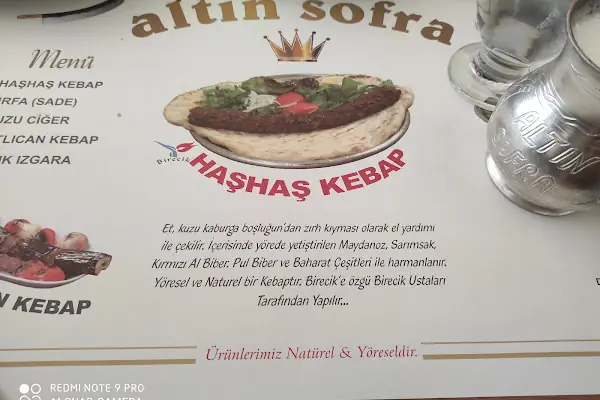 altın sofra
Menü
HAŞHAŞ KEBAP
(SADE)
CİĞER
KEBAP
IZGARA
Birecik
HAŞHAŞ KEBAP
ALTIN
SOFRA
Et, kuzu kaburga boşluğun'dan zırh kıyması olarak el yardımı
ile çekilir. İçerisinde yörede yetiştirilen Maydanoz, Sarımsak,
Kırmızı Al Biber, Pul Biber ve Baharat Çeşitleri ile harmanlanır.
Yöresel ve Naturel bir Kebaptır. Birecik'e özgü Birecik Ustaları
Tarafından Yapılır...
KEBAP
Ürünlerimiz Natürel & Yöreseldir.
REDMI NOTE 9 PRO